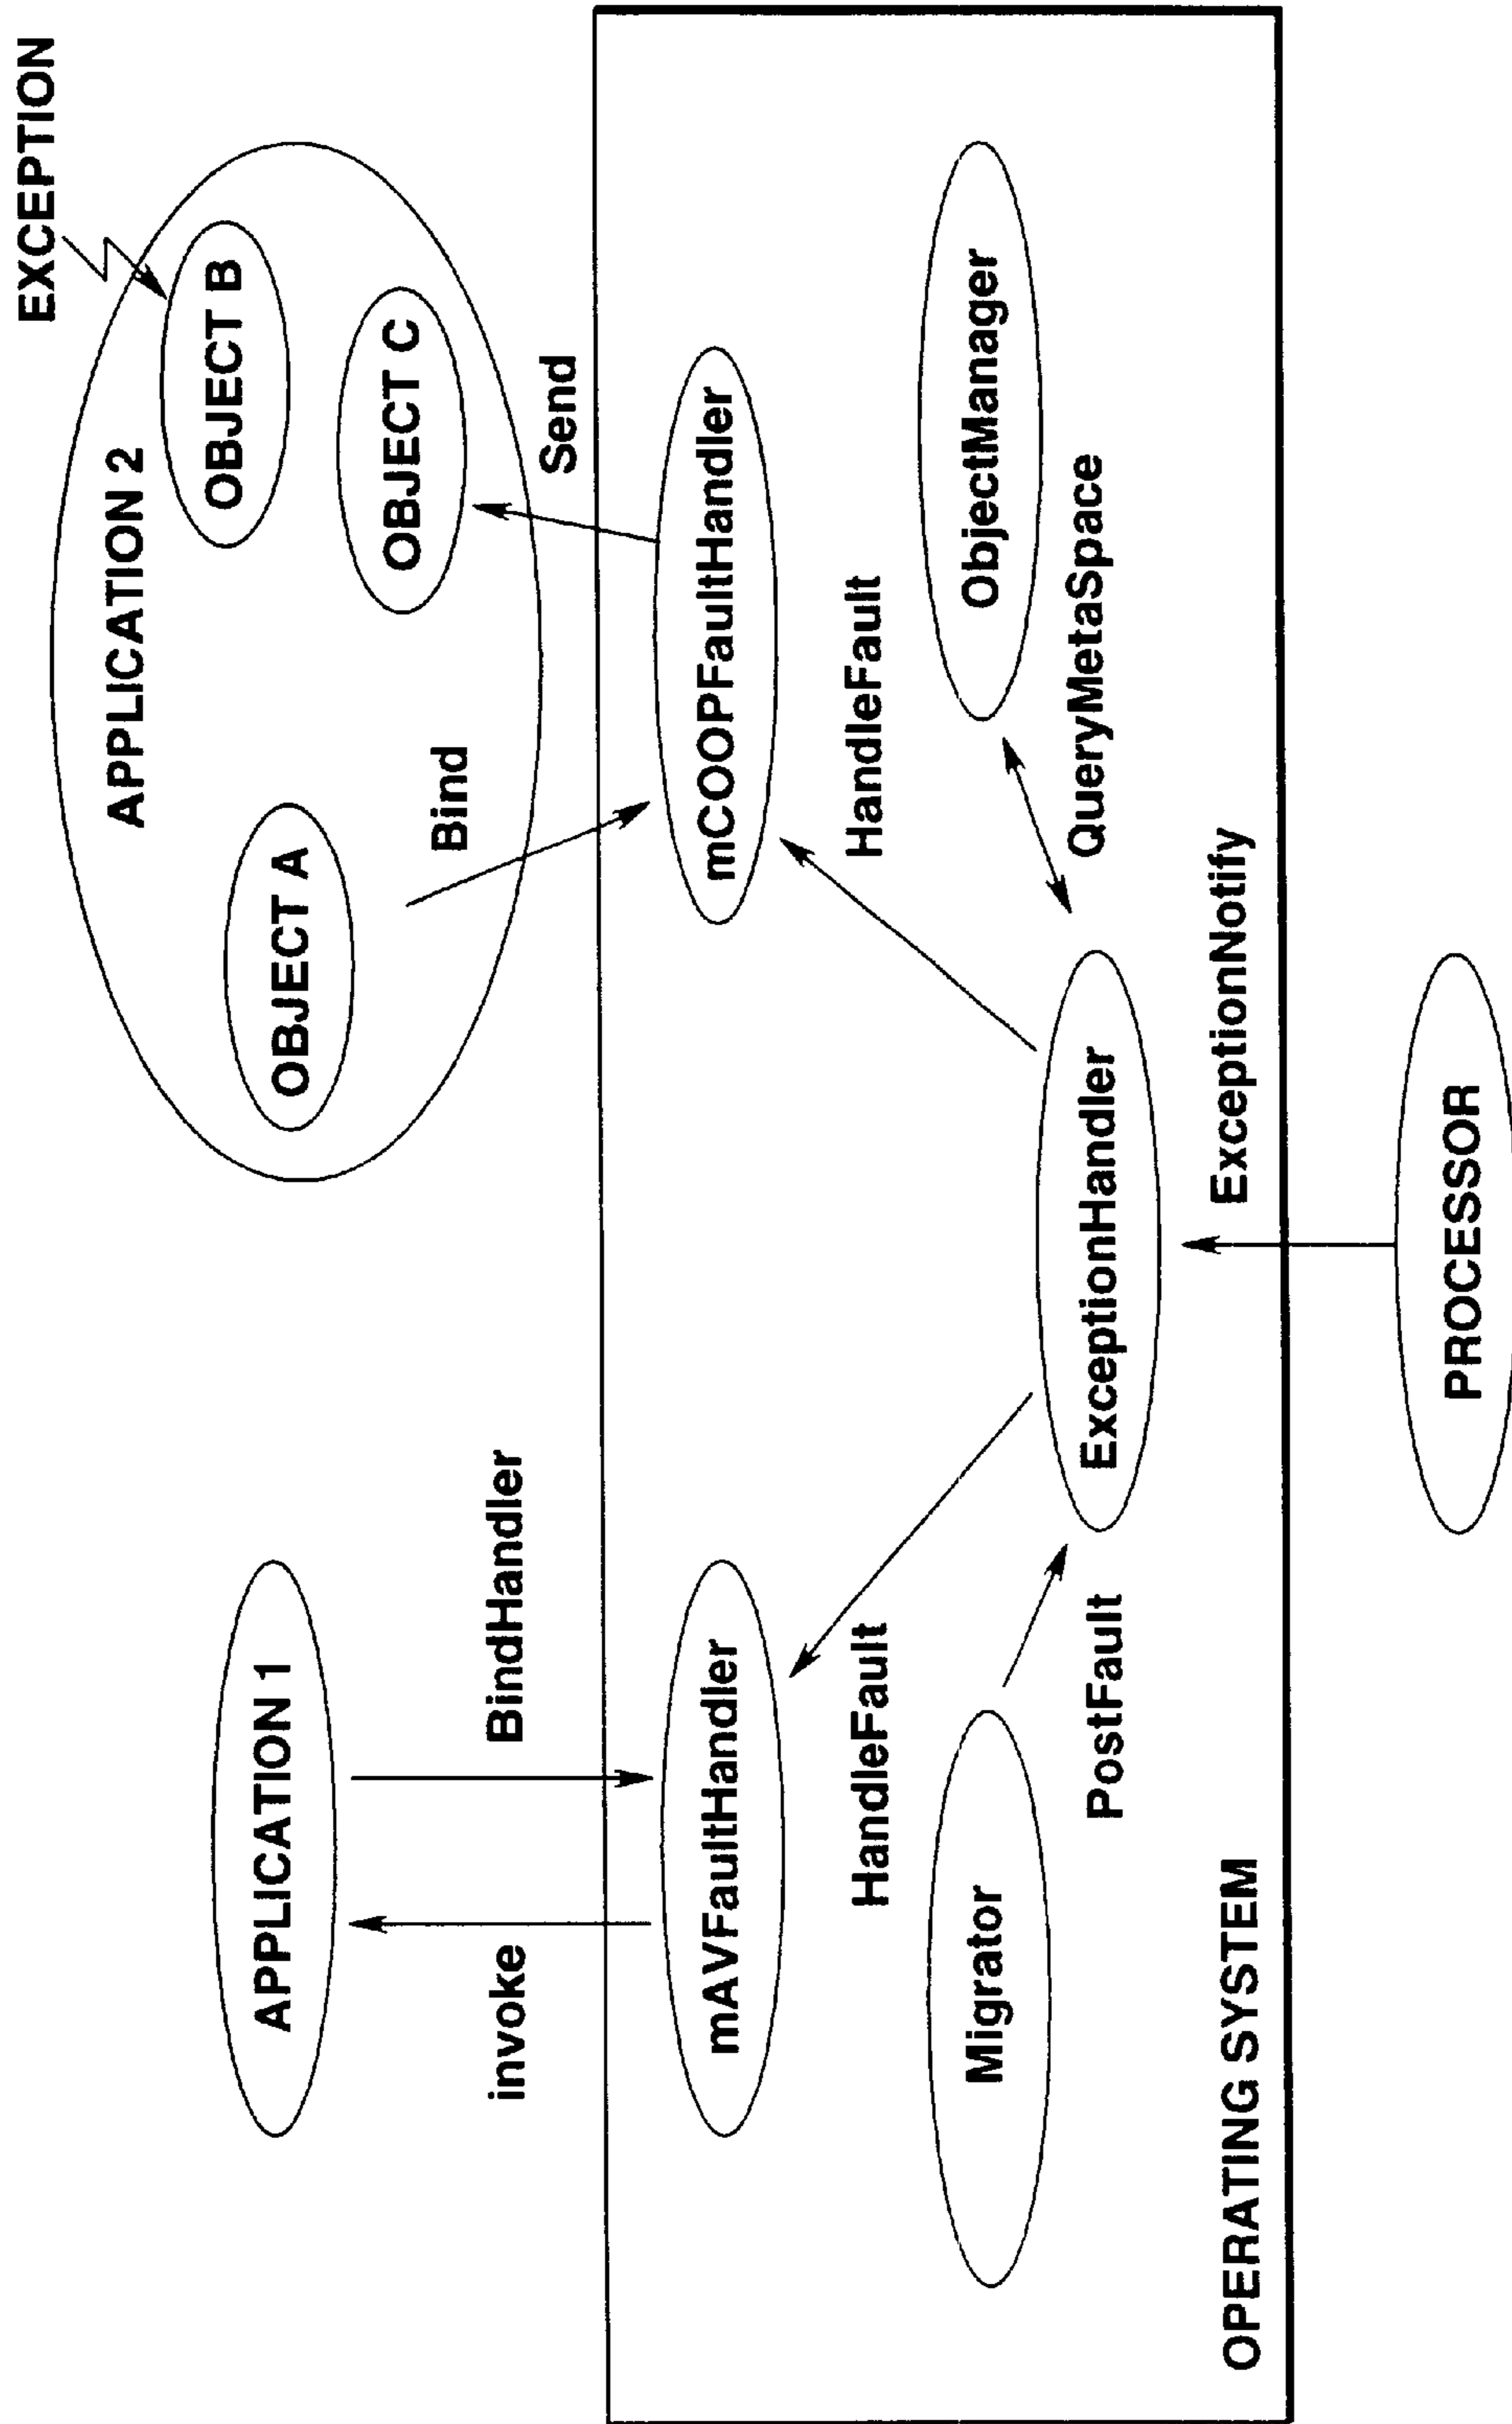 EXCEPTION
APPLICATION 2
OBJECT B
OBJECT A
OBJECT C
APPLICATION 1
Bind
Send
invoke
BindHandler
mAVFaultHandler
mCOOPFaultHandler
HandleFault
HandleFault
Migrator
ObjectManager
PostFault
ExceptionHandler
QueryMetaSpace
ExceptionNotify
OPERATING SYSTEM
PROCESSOR